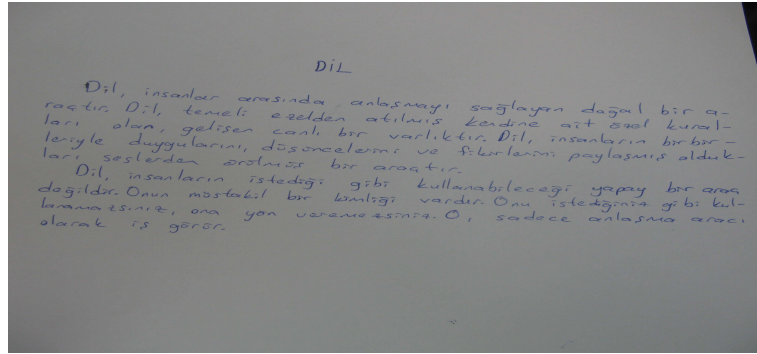 DİL
Dil, insanlar arasında anlaşmayı sağlayan doğal bir a-
raçtır. Dil, temeli ezelden atılmış kendine ait özel kural-
ları olan, gelişen canlı bir varlıktır. Dil, insanların birbir-
leriyle duygularını, düşüncelerini ve fikirlerini paylaşmış olduk-
ları seslerden örülmüş bir araçtır.
Dil, insanların istediği gibi kullanabileceği yapay bir araç
değildir. Onun müstakil bir kimliği vardır. Onu istediğiniz gibi kul-
lanamazsınız, ona yön veremezsiniz. O, sadece anlaşma aracı
olarak iş görür.